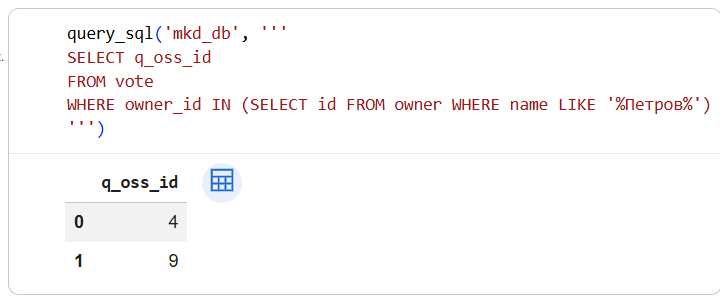 query_sql('mkd_db', '''
SELECT q_oss_id
FROM vote
WHERE owner_id IN (SELECT id FROM owner WHERE name LIKE '%Петров%')
''')
q_oss_id
0 4
1 9